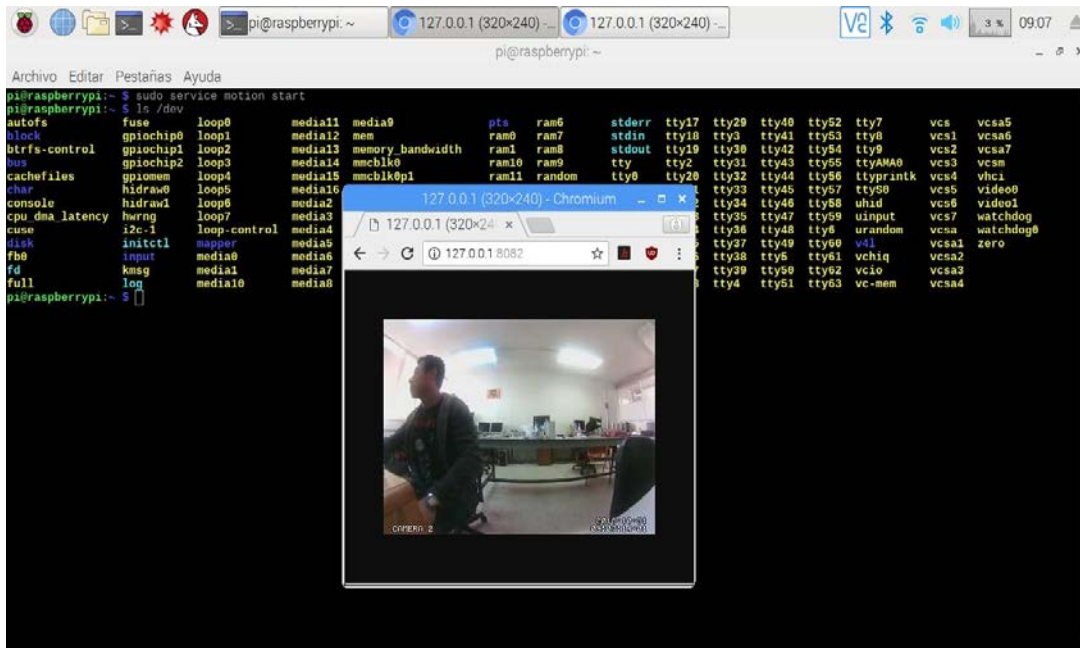 pi@raspberrypi: ~ 127.0.0.1 (320×240) -... 127.0.0.1 (320×240) -... 3 % 09:07
pi@raspberrypi: ~
Archivo Editar Pestañas Ayuda
pi@raspberrypi:~ $ sudo service motion start
pi@raspberrypi:~ $ ls /dev
autofs fuse loop0 media11 media9 pts ram6 stderr tty17 tty29 tty40 tty52 tty7 vcs vcsa5
block gpiochip0 loop1 media12 mem ram0 ram7 stdin tty18 tty3 tty41 tty53 tty8 vcs1 vcsa6
btrfs-control gpiochip1 loop2 media13 memory_bandwidth ram1 ram8 stdout tty19 tty30 tty42 tty54 tty9 vcs2 vcsa7
bus gpiochip2 loop3 media14 mmcblk0 ram10 ram9 tty tty2 tty31 tty43 tty55 ttyAMA0 vcs3 vcsm
cachefiles gpiomem loop4 media15 mmcblk0p1 ram11 random tty0 tty20 tty32 tty44 tty56 ttyprintk vcs4 vhci
char hidraw0 loop5 media16 tty33 tty45 tty57 ttyS0 vcs5 video0
console hidraw1 loop6 media2 tty34 tty46 tty58 uhid vcs6 video1
cpu_dma_latency hwrng loop7 media3 tty35 tty47 tty59 uinput vcs7 watchdog
cuse i2c-1 loop-control media4 tty36 tty48 tty6 urandom vcsa watchdog0
disk initctl mapper media5 tty37 tty49 tty60 v4l vcsa1 zero
fb0 input media0 media6 tty38 tty5 tty61 vchiq vcsa2
fd kmsg media1 media7 tty39 tty50 tty62 vcio vcsa3
full log media10 media8 tty4 tty51 tty63 vc-mem vcsa4
pi@raspberrypi:~ $
127.0.0.1 (320×240) - Chromium
127.0.0.1 (320×24
127.0.0.1:8082
CAMERA 2